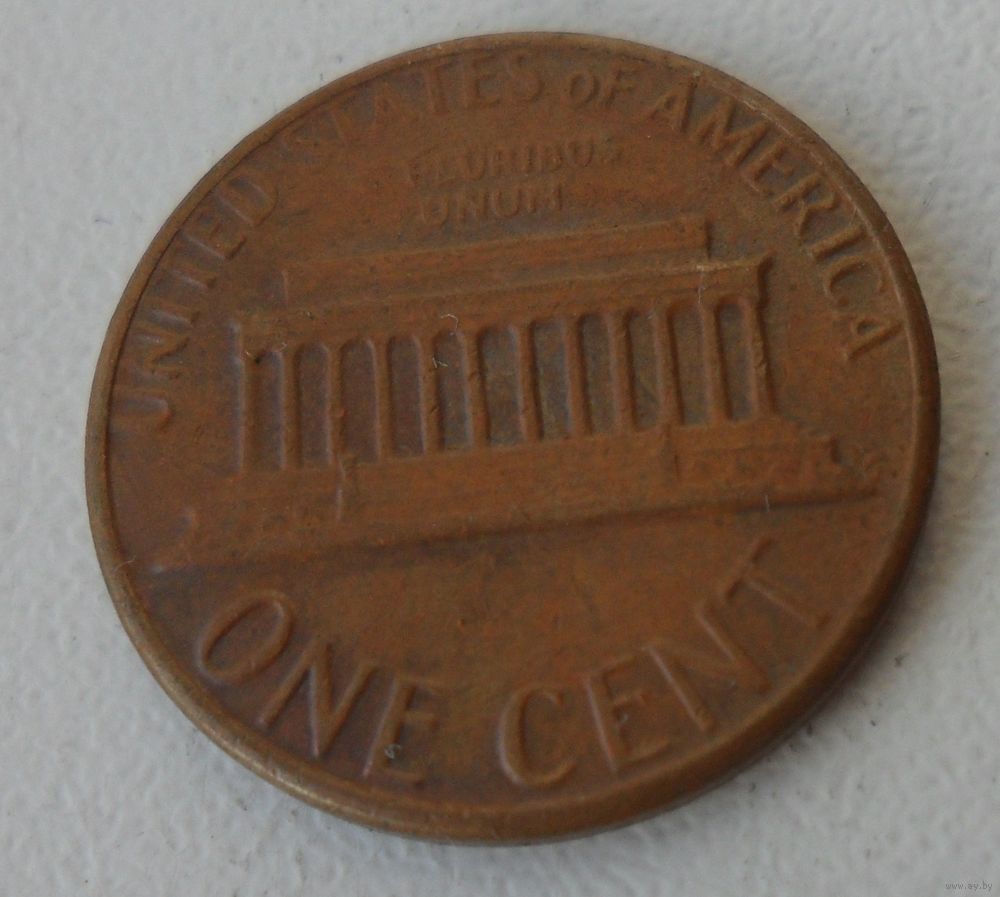 UNITED STATES OF AMERICA
PLURIBUS
UNUM
ONE CENT
www.ay.by